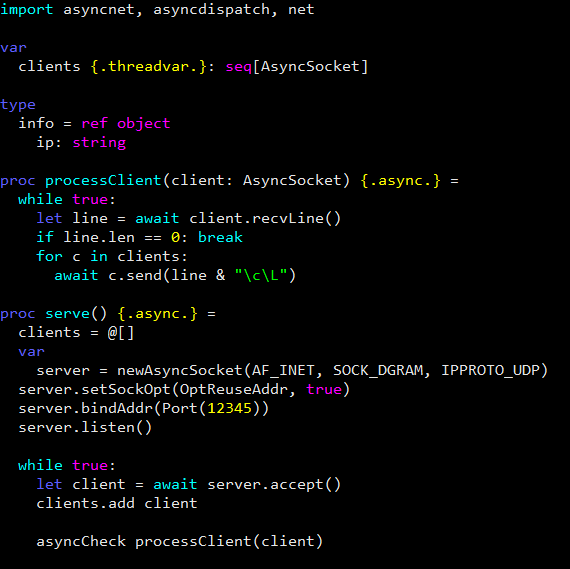 import asyncnet, asyncdispatch, net
var
  clients {.threadvar.}: seq[AsyncSocket]
type
  info = ref object
    ip: string
proc processClient(client: AsyncSocket) {.async.} =
  while true:
    let line = await client.recvLine()
    if line.len == 0: break
    for c in clients:
      await c.send(line & "\c\L")
proc serve() {.async.} =
  clients = @[]
  var
    server = newAsyncSocket(AF_INET, SOCK_DGRAM, IPPROTO_UDP)
  server.setSockOpt(OptReuseAddr, true)
  server.bindAddr(Port(12345))
  server.listen()
  while true:
    let client = await server.accept()
    clients.add client
    asyncCheck processClient(client)